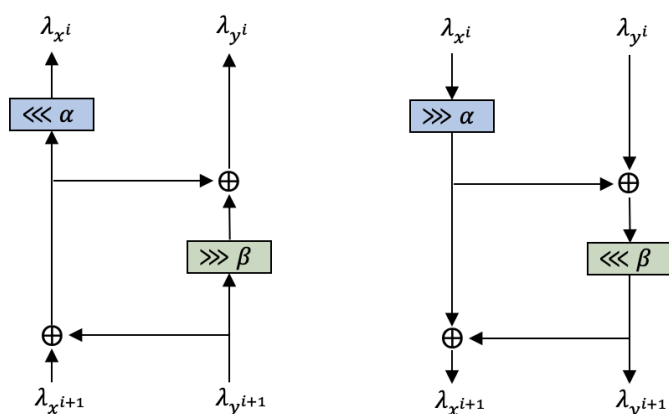 λ_{x^i} λ_{y^i} λ_{x^i} λ_{y^i}
⋘ α ⋙ α
⋙ β ⋘ β
λ_{x^{i+1}} λ_{y^{i+1}} λ_{x^{i+1}} λ_{y^{i+1}}